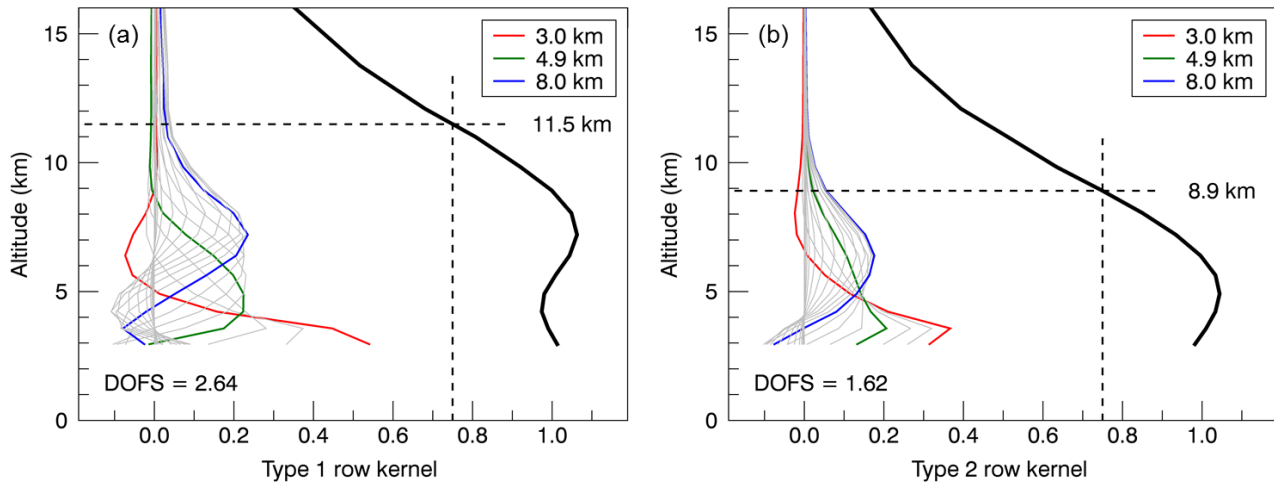 (a)
3.0 km
4.9 km
8.0 km
11.5 km
DOFS = 2.64
Altitude (km)
15
10
5
0
0.0 0.2 0.4 0.6 0.8 1.0
Type 1 row kernel
(b)
3.0 km
4.9 km
8.0 km
8.9 km
DOFS = 1.62
Altitude (km)
15
10
5
0
0.0 0.2 0.4 0.6 0.8 1.0
Type 2 row kernel